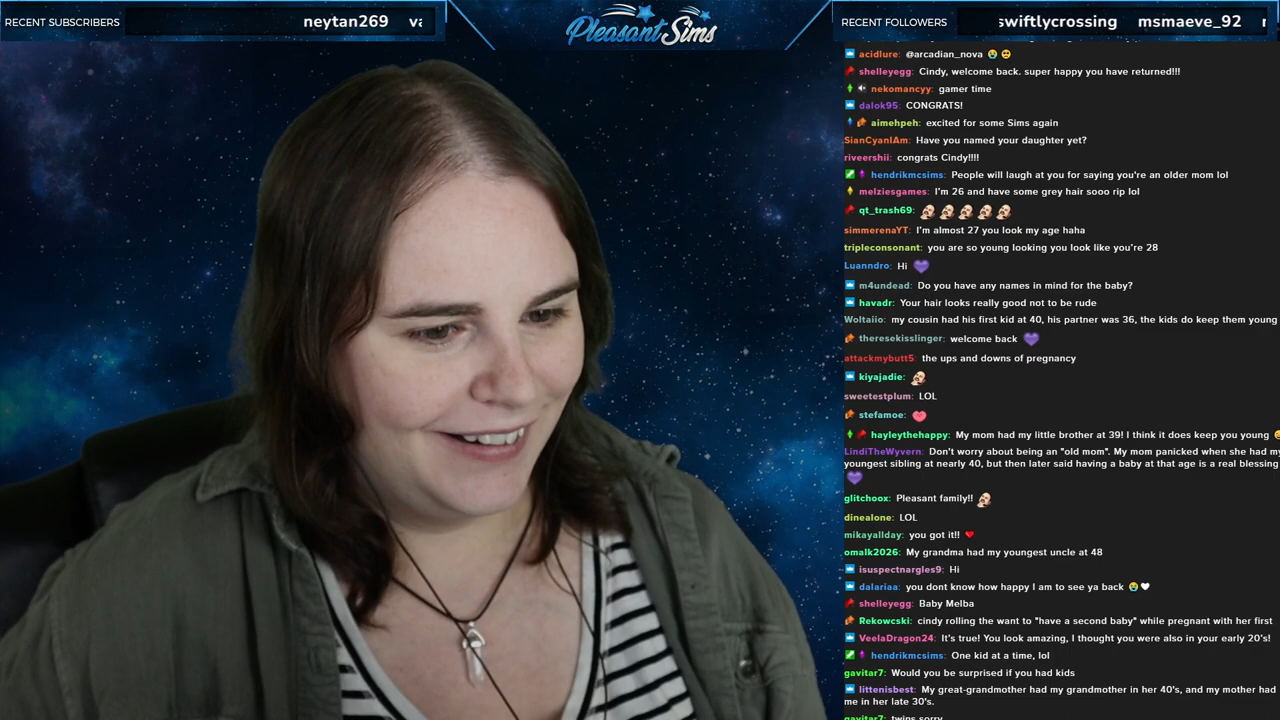 RECENT SUBSCRIBERS
neytan269
PleasantSims
RECENT FOLLOWERS
swiftlycrossing msmaeve_92
acidlure: @arcadian_nova 😭 🥺
shelleyegg: Cindy, welcome back. super happy you have returned!!!
nekomancyy: gamer time
dalok95: CONGRATS!
aimehpeh: excited for some Sims again
SianCyanIAm: Have you named your daughter yet?
riveershii: congrats Cindy!!!!
hendrikmcsims: People will laugh at you for saying you're an older mom lol
melziesgames: I'm 26 and have some grey hair sooo rip lol
qt_trash69:
simmerenaYT: I'm almost 27 you look my age haha
tripleconsonant: you are so young looking you look like you're 28
Luanndro: Hi 💜
m4undead: Do you have any names in mind for the baby?
havadr: Your hair looks really good not to be rude
Woltaiio: my cousin had his first kid at 40, his partner was 36, the kids do keep them young
theresekisslinger: welcome back 💜
attackmybutt5: the ups and downs of pregnancy
kiyajadie:
sweetestplum: LOL
stefamoe:
hayleythehappy: My mom had my little brother at 39! I think it does keep you young
LindiTheWyvern: Don't worry about being an "old mom". My mom panicked when she had my
youngest sibling at nearly 40, but then later said having a baby at that age is a real blessing
💜
glitchoox: Pleasant family!!
dinealone: LOL
mikayallday: you got it!! ❤
omalk2026: My grandma had my youngest uncle at 48
isuspectnargles9: Hi
dalariaa: you dont know how happy I am to see ya back 😭🤍
shelleyegg: Baby Melba
Rekowcski: cindy rolling the want to "have a second baby" while pregnant with her first
VeelaDragon24: It's true! You look amazing, I thought you were also in your early 20's!
hendrikmcsims: One kid at a time, lol
gavitar7: Would you be surprised if you had kids
littenisbest: My great-grandmother had my grandmother in her 40's, and my mother had
me in her late 30's.
gavitar7: twins sorry